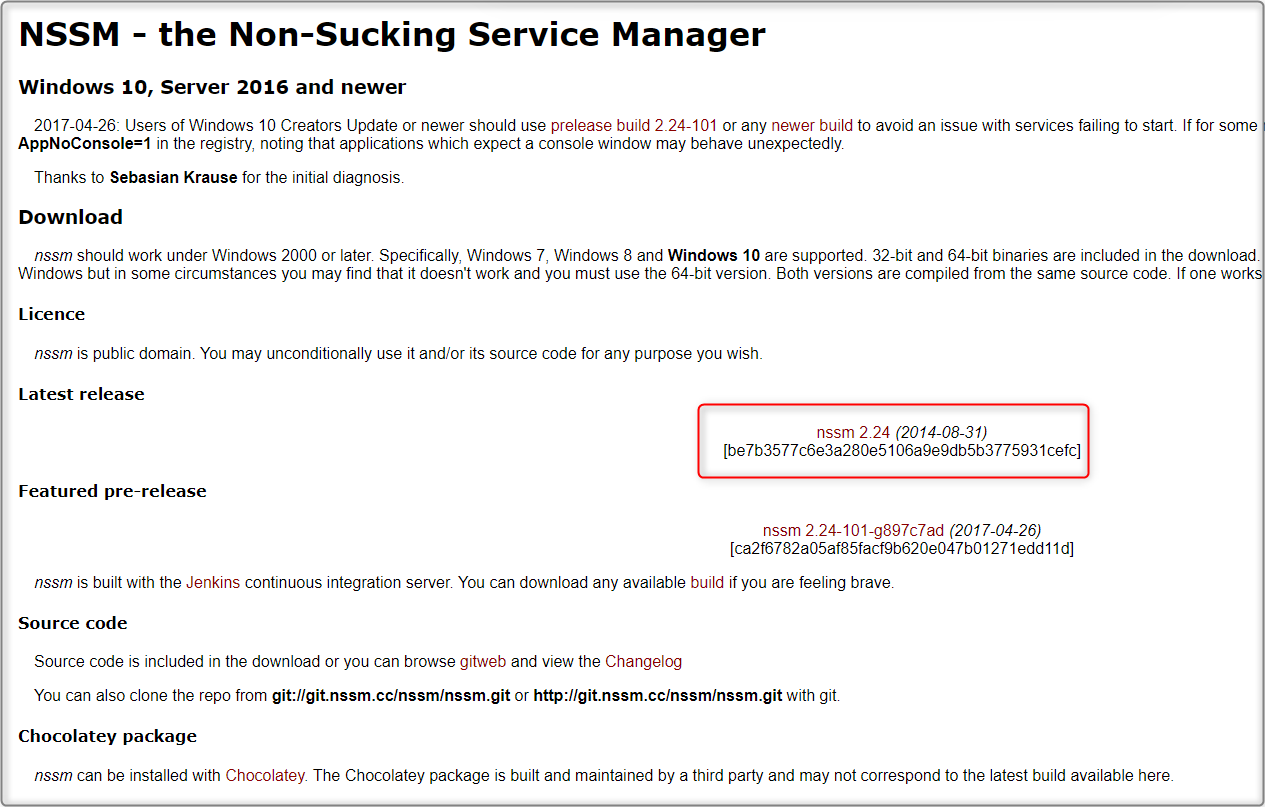 NSSM - the Non-Sucking Service Manager
Windows 10, Server 2016 and newer
2017-04-26: Users of Windows 10 Creators Update or newer should use prelease build 2.24-101 or any newer build to avoid an issue with services failing to start. If for some
AppNoConsole=1 in the registry, noting that applications which expect a console window may behave unexpectedly.
Thanks to Sebasian Krause for the initial diagnosis.
Download
nssm should work under Windows 2000 or later. Specifically, Windows 7, Windows 8 and Windows 10 are supported. 32-bit and 64-bit binaries are included in the download.
Windows but in some circumstances you may find that it doesn't work and you must use the 64-bit version. Both versions are compiled from the same source code. If one works
Licence
nssm is public domain. You may unconditionally use it and/or its source code for any purpose you wish.
Latest release
nssm 2.24 (2014-08-31)
[be7b3577c6e3a280e5106a9e9db5b3775931cefc]
Featured pre-release
nssm 2.24-101-g897c7ad (2017-04-26)
[ca2f6782a05af85facf9b620e047b01271edd11d]
nssm is built with the Jenkins continuous integration server. You can download any available build if you are feeling brave.
Source code
Source code is included in the download or you can browse gitweb and view the Changelog
You can also clone the repo from git://git.nssm.cc/nssm/nssm.git or http://git.nssm.cc/nssm/nssm.git with git.
Chocolatey package
nssm can be installed with Chocolatey. The Chocolatey package is built and maintained by a third party and may not correspond to the latest build available here.